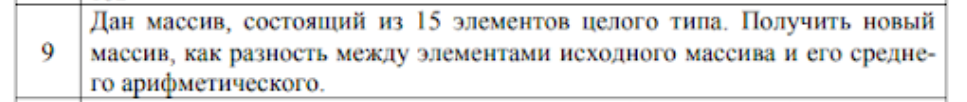 9
Дан массив, состоящий из 15 элементов целого типа. Получить новый
массив, как разность между элементами исходного массива и его средне-
го арифметического.